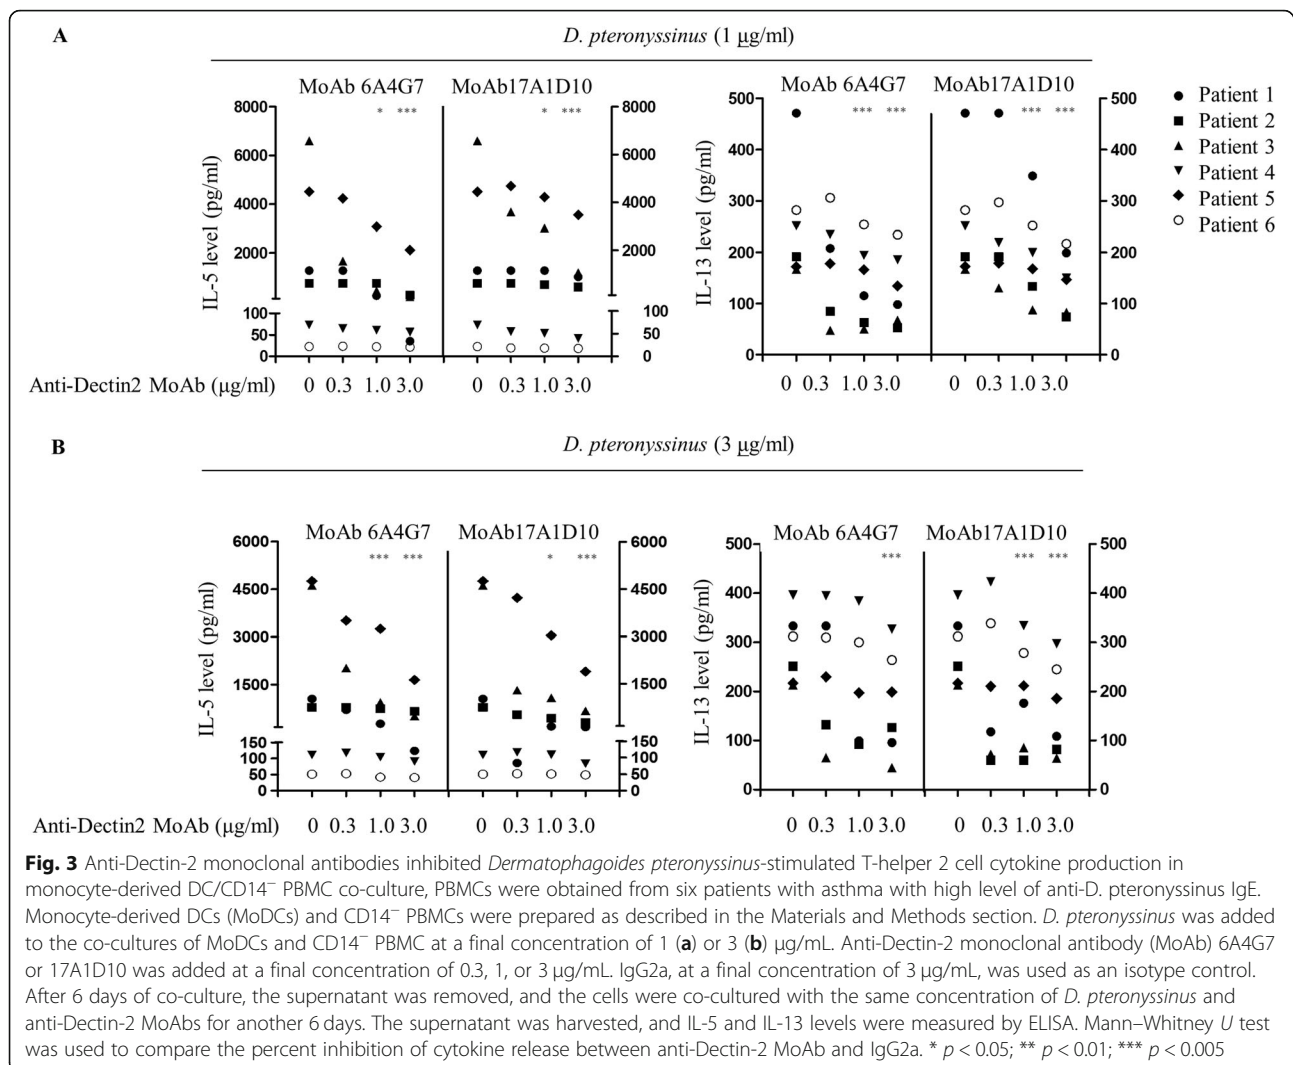 A
D. pteronyssinus (1 µg/ml)
MoAb 6A4G7
MoAb17A1D10
MoAb 6A4G7
MoAb17A1D10
* ***
* ***
*** ***
*** ***
IL-5 level (pg/ml)
8000
6000
4000
2000
100
50
0
8000
6000
4000
2000
100
50
0
IL-13 level (pg/ml)
500
400
300
200
100
0
500
400
300
200
100
0
Patient 1
Patient 2
Patient 3
Patient 4
Patient 5
Patient 6
Anti-Dectin2 MoAb (µg/ml) 0 0.3 1.0 3.0 0 0.3 1.0 3.0 0 0.3 1.0 3.0 0 0.3 1.0 3.0
B
D. pteronyssinus (3 µg/ml)
MoAb 6A4G7
MoAb17A1D10
MoAb 6A4G7
MoAb17A1D10
*** ***
* ***
***
*** ***
IL-5 level (pg/ml)
6000
4500
3000
1500
150
100
50
0
6000
4500
3000
1500
150
100
50
0
IL-13 level (pg/ml)
500
400
300
200
100
0
500
400
300
200
100
0
Anti-Dectin2 MoAb (µg/ml) 0 0.3 1.0 3.0 0 0.3 1.0 3.0 0 0.3 1.0 3.0 0 0.3 1.0 3.0
Fig. 3 Anti-Dectin-2 monoclonal antibodies inhibited Dermatophagoides pteronyssinus-stimulated T-helper 2 cell cytokine production in
monocyte-derived DC/CD14⁻ PBMC co-culture, PBMCs were obtained from six patients with asthma with high level of anti-D. pteronyssinus IgE.
Monocyte-derived DCs (MoDCs) and CD14⁻ PBMCs were prepared as described in the Materials and Methods section. D. pteronyssinus was added
to the co-cultures of MoDCs and CD14⁻ PBMC at a final concentration of 1 (a) or 3 (b) µg/mL. Anti-Dectin-2 monoclonal antibody (MoAb) 6A4G7
or 17A1D10 was added at a final concentration of 0.3, 1, or 3 µg/mL. IgG2a, at a final concentration of 3 µg/mL, was used as an isotype control.
After 6 days of co-culture, the supernatant was removed, and the cells were co-cultured with the same concentration of D. pteronyssinus and
anti-Dectin-2 MoAbs for another 6 days. The supernatant was harvested, and IL-5 and IL-13 levels were measured by ELISA. Mann–Whitney U test
was used to compare the percent inhibition of cytokine release between anti-Dectin-2 MoAb and IgG2a. * p < 0.05; ** p < 0.01; *** p < 0.005